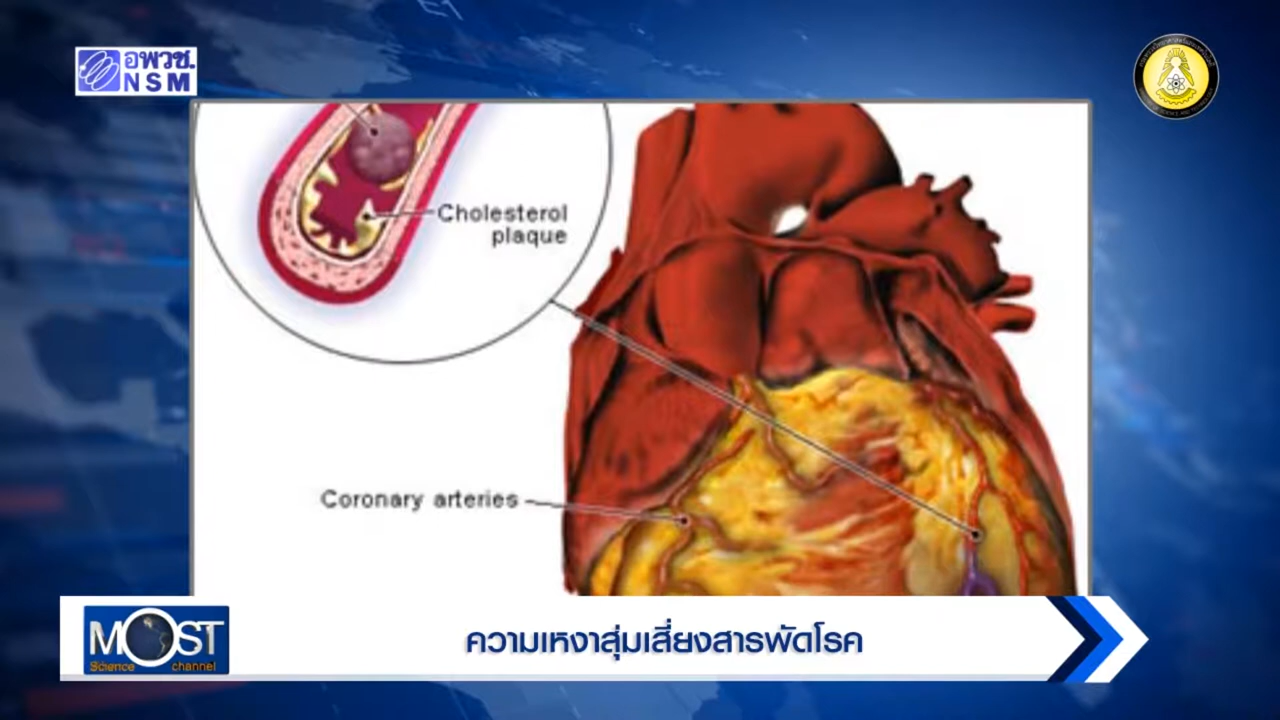 อพวช.
NSM
Cholesterol
plaque
Coronary arteries
MOST
Science channel
ความเหงาสุ่มเสี่ยงสารพัดโรค